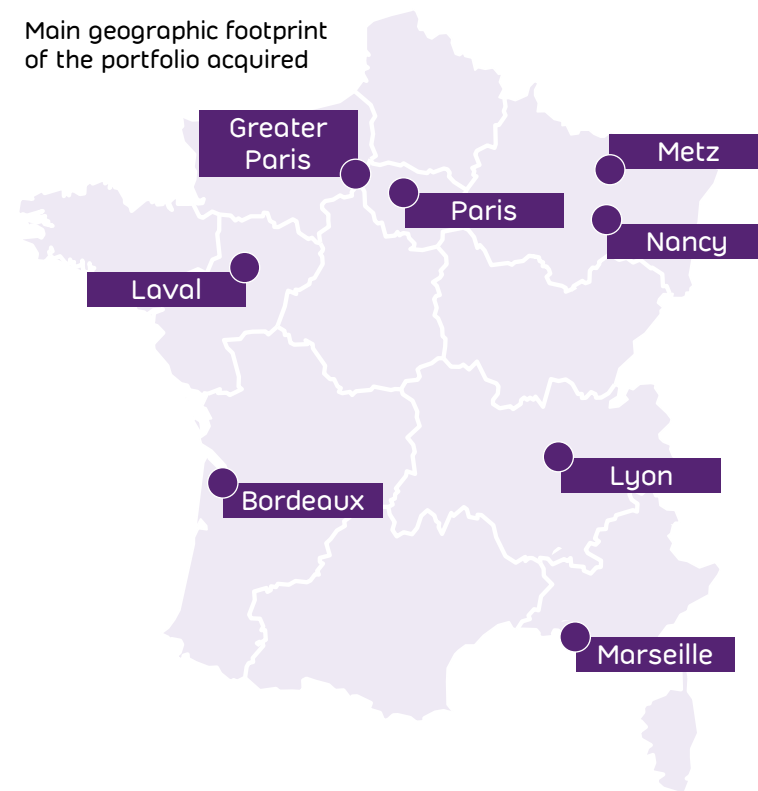 Main geographic footprint
of the portfolio acquired
Greater
Paris
Metz
Paris
Nancy
Laval
Lyon
Bordeaux
Marseille